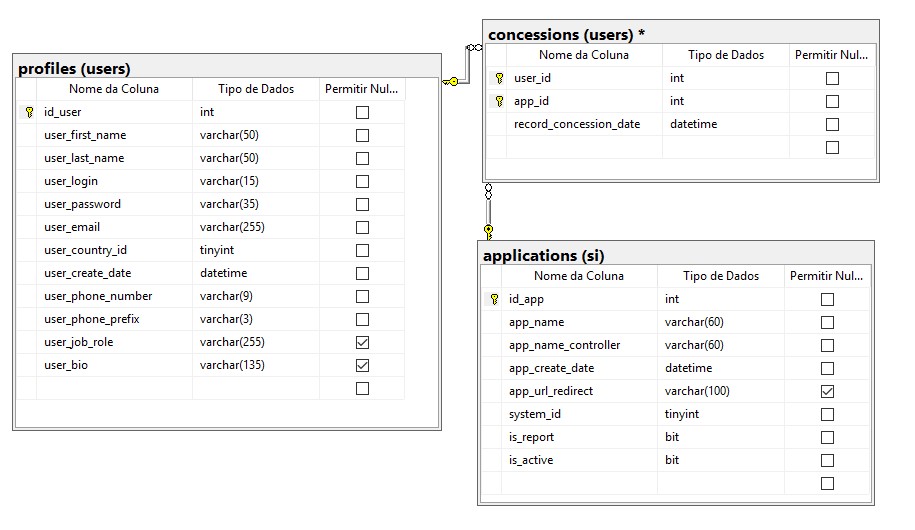 profiles (users)
Nome da Coluna Tipo de Dados Permitir Nul...
id_user int
user_first_name varchar(50)
user_last_name varchar(50)
user_login varchar(15)
user_password varchar(35)
user_email varchar(255)
user_country_id tinyint
user_create_date datetime
user_phone_number varchar(9)
user_phone_prefix varchar(3)
user_job_role varchar(255)
user_bio varchar(135)
concessions (users) *
Nome da Coluna Tipo de Dados Permitir Nul...
user_id int
app_id int
record_concession_date datetime
applications (si)
Nome da Coluna Tipo de Dados Permitir Nul...
id_app int
app_name varchar(60)
app_name_controller varchar(60)
app_create_date datetime
app_url_redirect varchar(100)
system_id tinyint
is_report bit
is_active bit